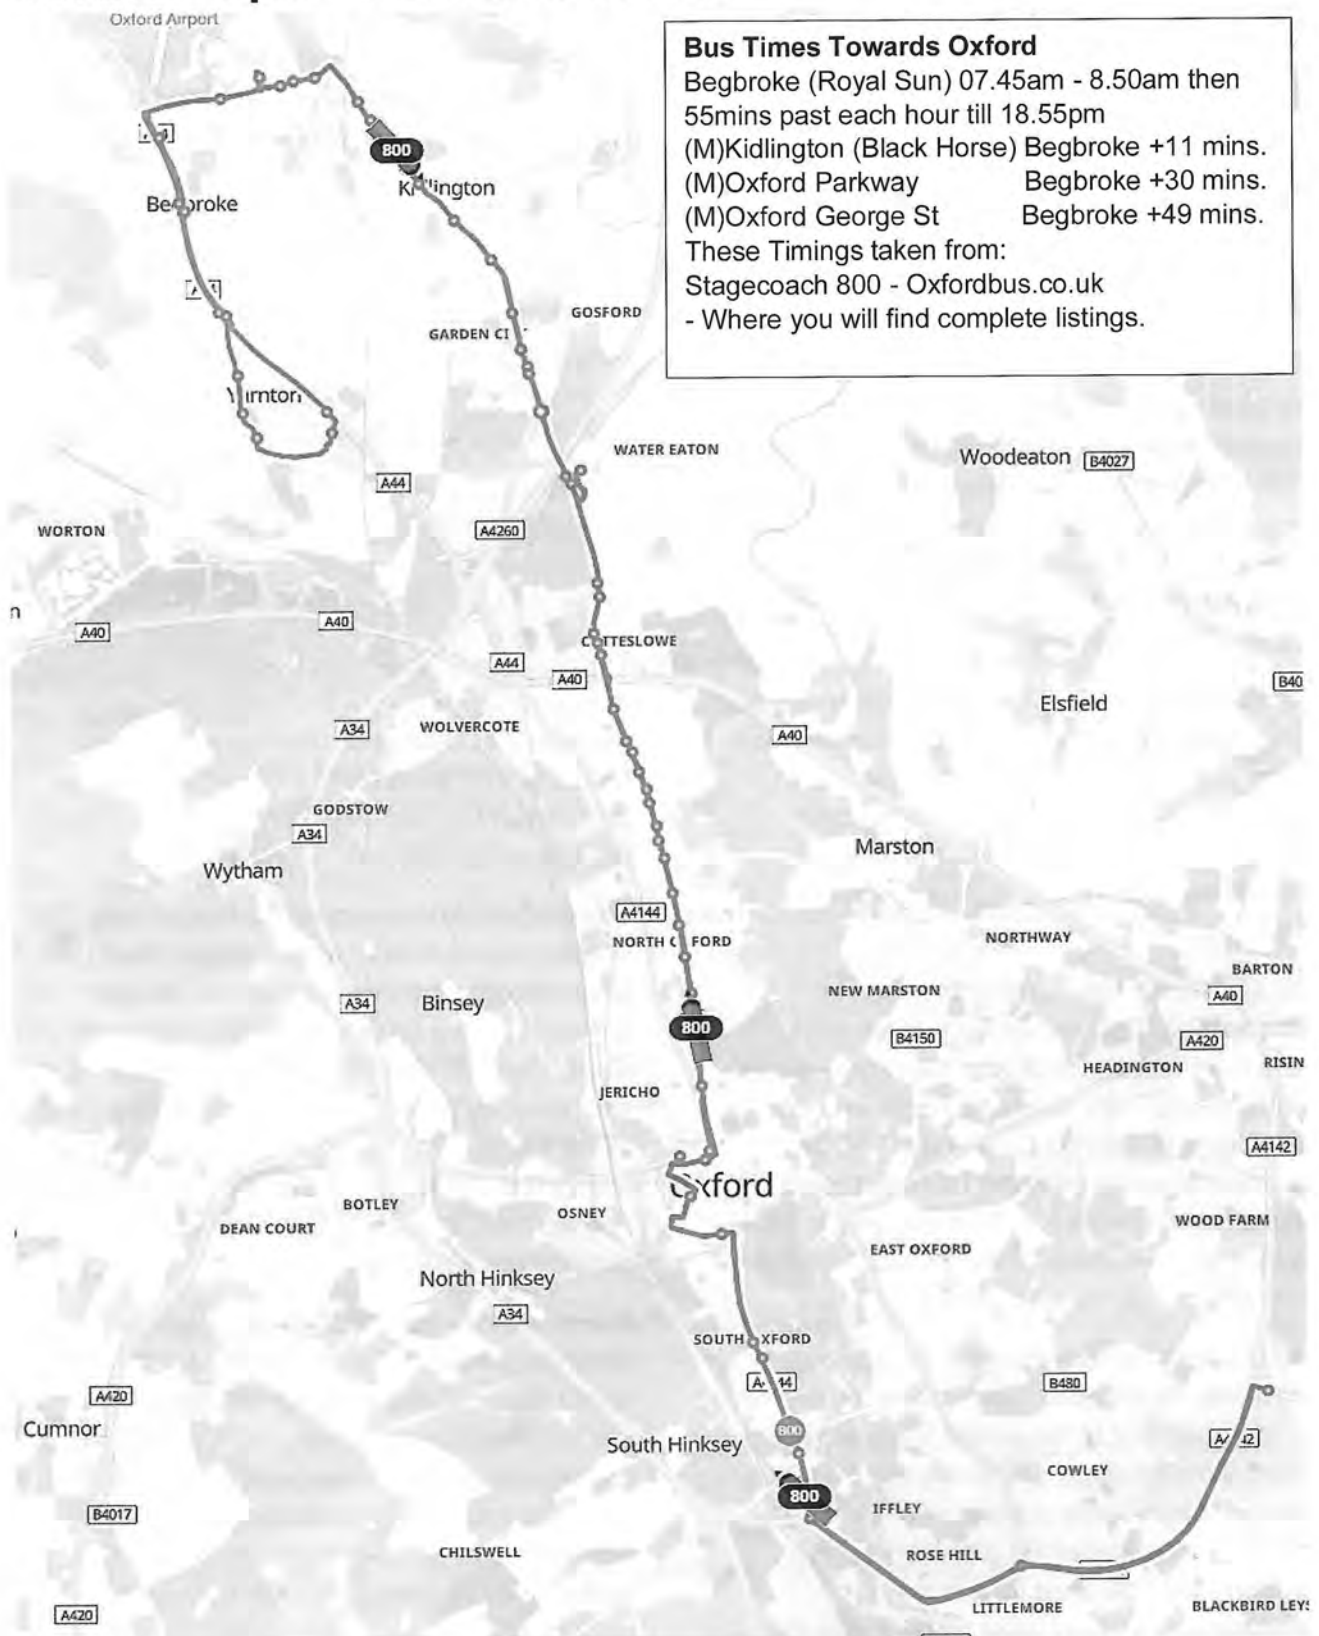 Oxford Airport
Bus Times Towards Oxford
Begbroke (Royal Sun) 07.45am - 8.50am then
55mins past each hour till 18.55pm
(M)Kidlington (Black Horse) Begbroke +11 mins.
(M)Oxford Parkway Begbroke +30 mins.
(M)Oxford George St Begbroke +49 mins.
These Timings taken from:
Stagecoach 800 - Oxfordbus.co.uk
- Where you will find complete listings.
800
GOSFORD
GARDEN CI
WATER EATON
Woodeaton B4027
A44
A4260
WORTON
n
A40
A40
A44
A40
B40
Elsfield
A34
WOLVERCOTE
A40
GODSTOW
A34
Wytham
Marston
A4144
NORTHWAY
BARTON
A34
Binsey
NEW MARSTON
A40
800
B4150
A420
HEADINGTON
RISIN
JERICHO
A4142
BOTLEY
OSNEY
DEAN COURT
WOOD FARM
EAST OXFORD
North Hinksey
A34
B480
A420
Cumnor
800
South Hinksey
COWLEY
800
IFFLEY
B4017
CHILSWELL
ROSE HILL
A420
LITTLEMORE
BLACKBIRD LEYS